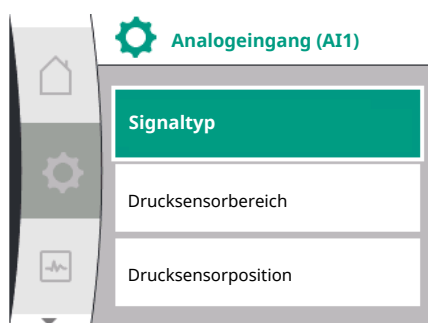 Analogeingang (AI1)
Signaltyp
Drucksensorbereich
Drucksensorposition